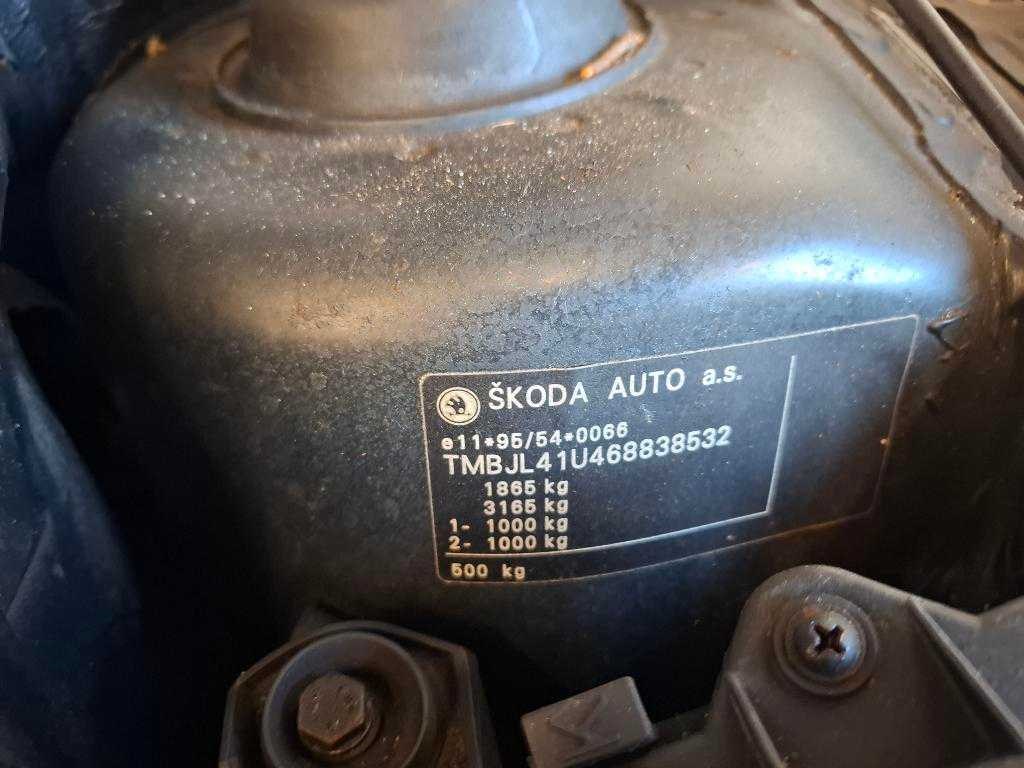 ŠKODA AUTO a.s.
e11*95/54*0066
TMBJL41U468838532
1865 kg
3165 kg
1- 1000 kg
2- 1000 kg
500 kg